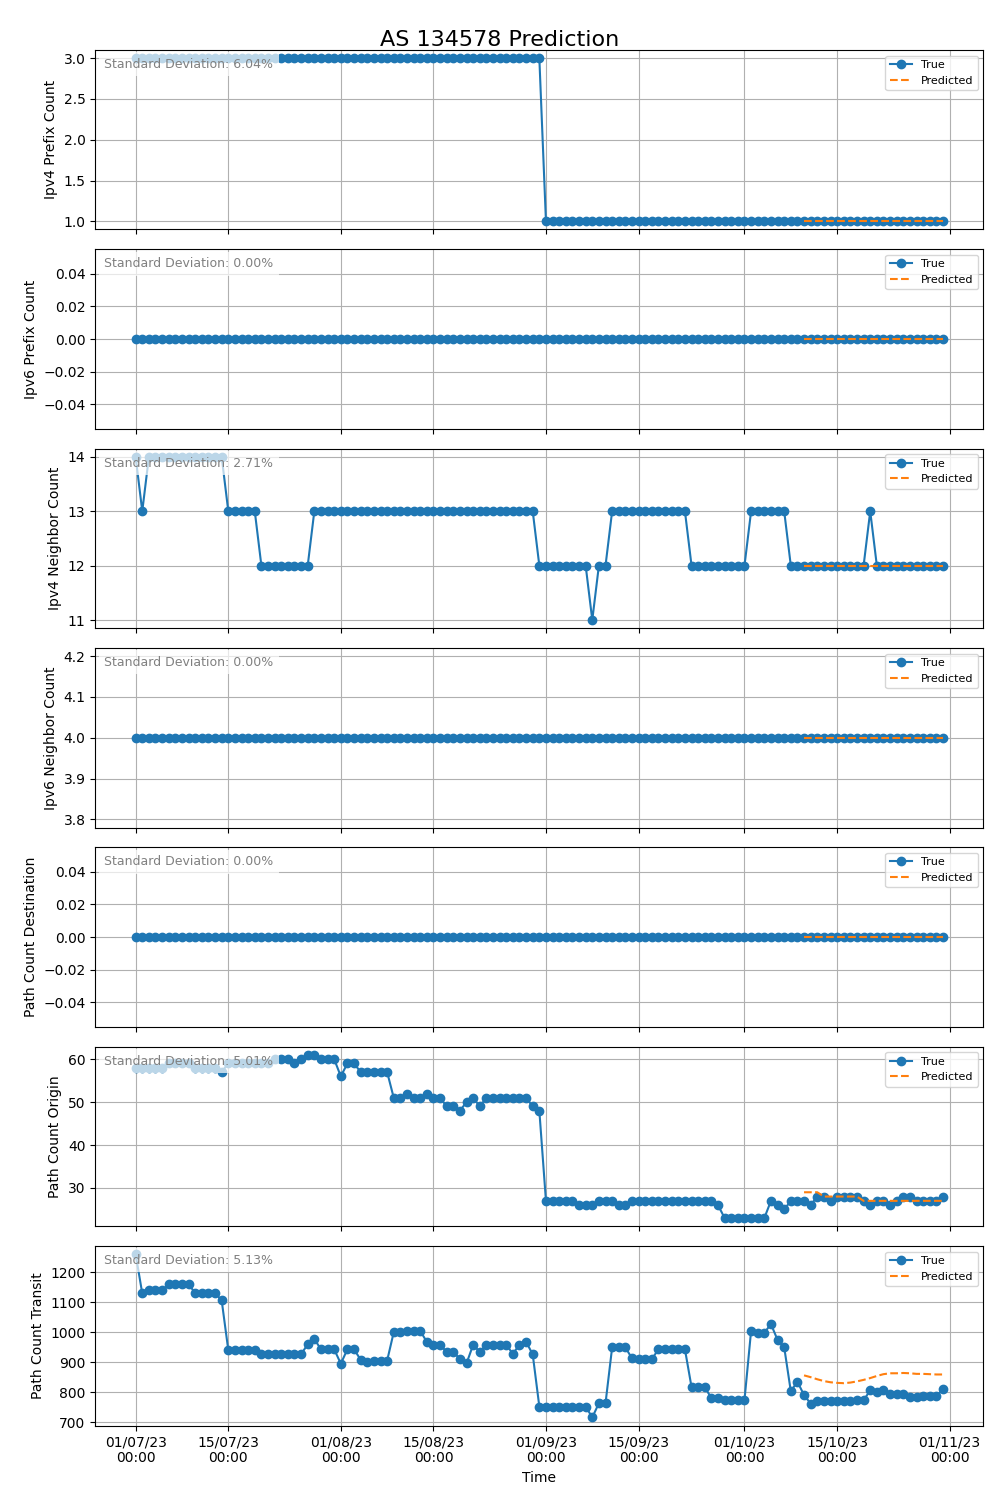 AS 134578 Prediction
Ipv4 Prefix Count
3.0
2.5
2.0
1.5
1.0
Standard Deviation: 6.04%
True
Predicted
Ipv6 Prefix Count
0.04
0.02
0.00
−0.02
−0.04
Standard Deviation: 0.00%
True
Predicted
Ipv4 Neighbor Count
14
13
12
11
Standard Deviation: 2.71%
True
Predicted
Ipv6 Neighbor Count
4.2
4.1
4.0
3.9
3.8
Standard Deviation: 0.00%
True
Predicted
Path Count Destination
0.04
0.02
0.00
−0.02
−0.04
Standard Deviation: 0.00%
True
Predicted
Path Count Origin
60
50
40
30
Standard Deviation: 5.01%
True
Predicted
Path Count Transit
1200
1100
1000
900
800
700
Standard Deviation: 5.13%
True
Predicted
01/07/23 15/07/23 01/08/23 15/08/23 01/09/23 15/09/23 01/10/23 15/10/23 01/11/23
00:00 00:00 00:00 00:00 00:00 00:00 00:00 00:00 00:00
Time